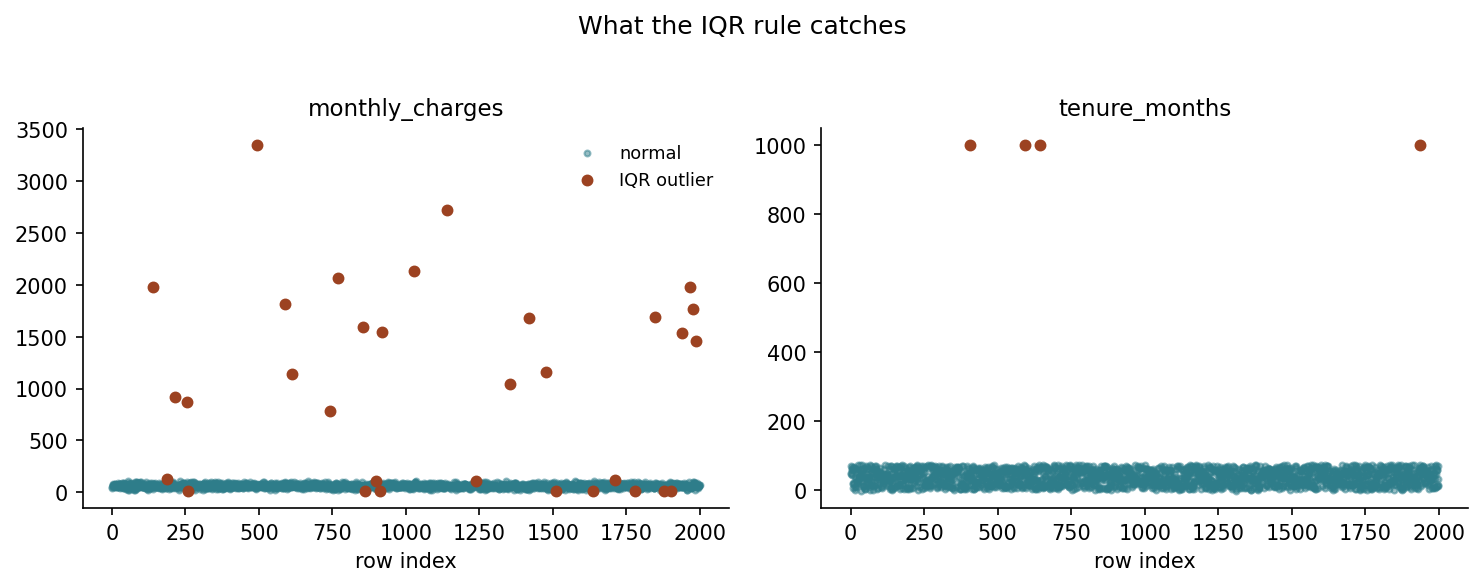 What the IQR rule catches
monthly_charges
3500
3000
2500
2000
1500
1000
500
0
normal
IQR outlier
0 250 500 750 1000 1250 1500 1750 2000
row index
tenure_months
1000
800
600
400
200
0
0 250 500 750 1000 1250 1500 1750 2000
row index